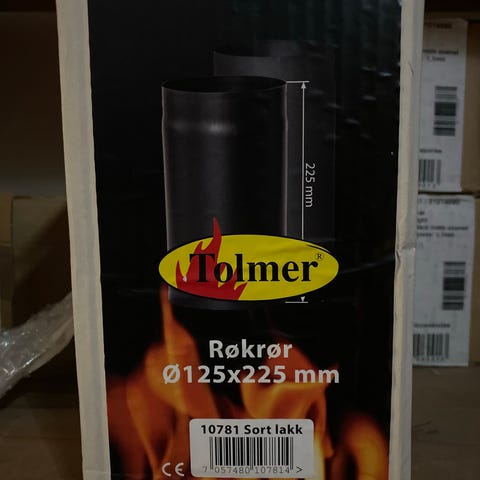 225 mm
Tolmer®
Røkrør
Ø125x225 mm
10781 Sort lakk
CE
7 057480 107814 >